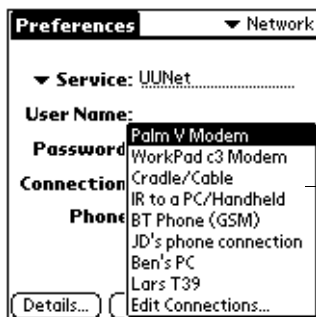 Preferences ▼ Network
▼ Service: UUNet
User Name:
Password
Connection
Phone
Palm V Modem
WorkPad c3 Modem
Cradle/Cable
IR to a PC/Handheld
BT Phone (GSM)
JD's phone connection
Ben's PC
Lars T39
Edit Connections...
Details...